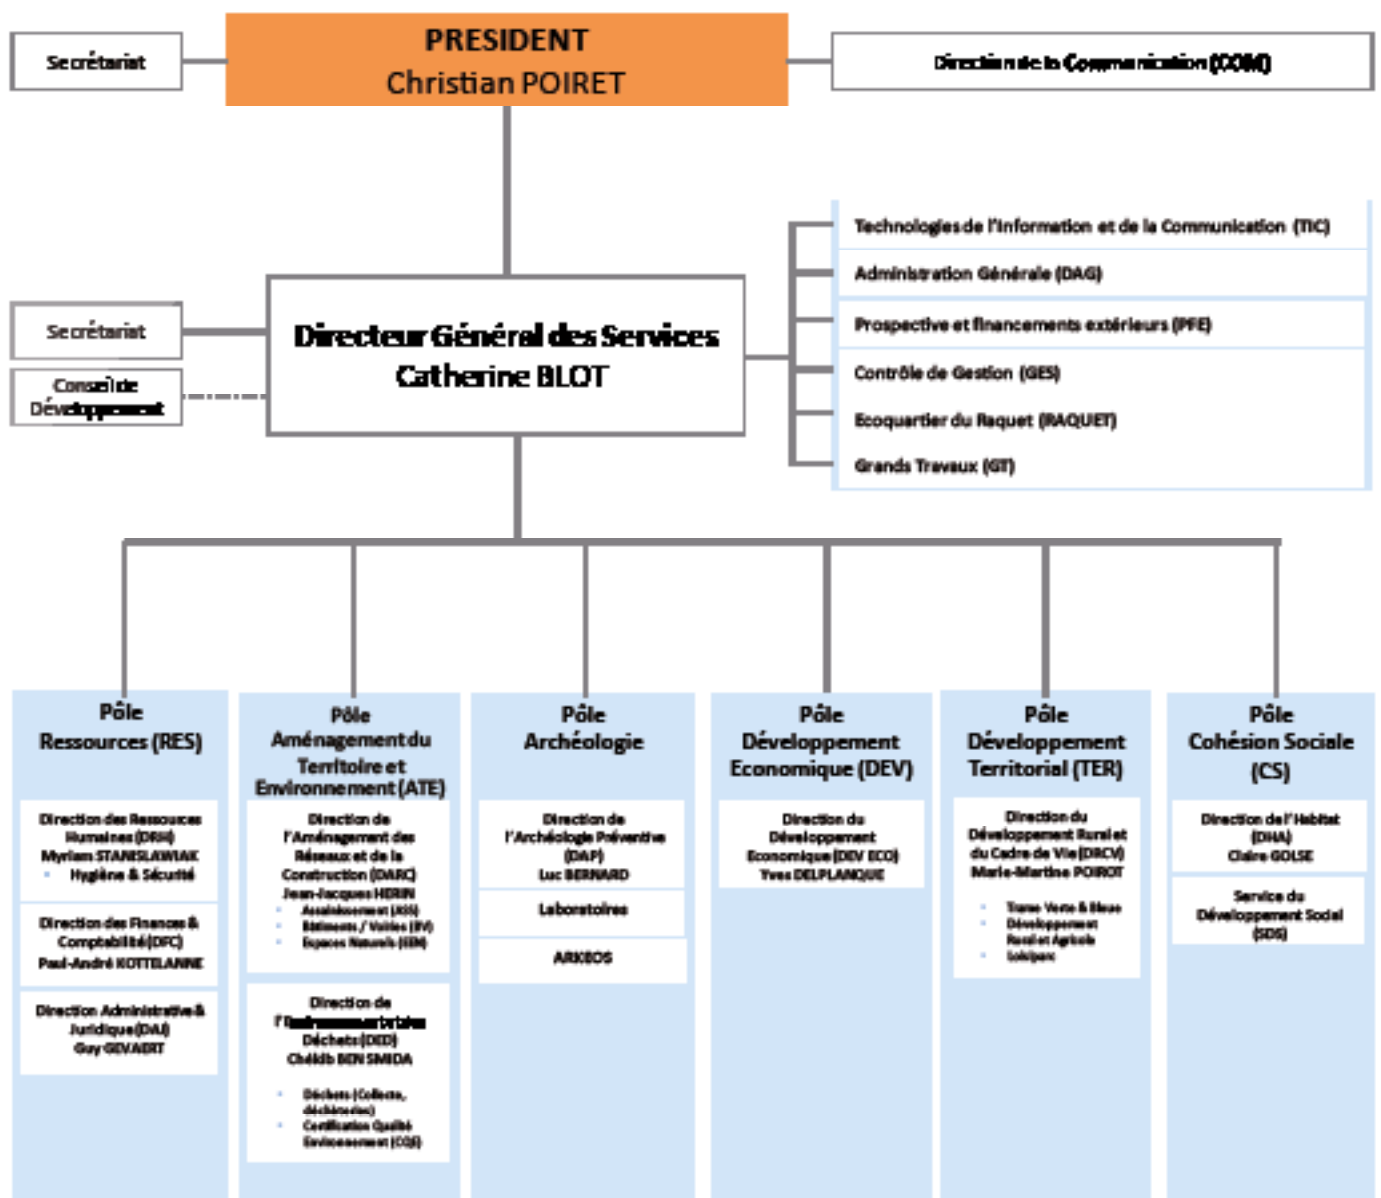 PRESIDENT
Christian POIRET
Secrétariat
Direction de la Communication (COM)
Technologies de l'Information et de la Communication (TIC)
Administration Générale (DAG)
Prospective et financements extérieurs (PFE)
Contrôle de Gestion (GES)
Ecoquartier du Raquet (RAQUET)
Grands Travaux (GT)
Secrétariat
Conseil de
Développement
Directeur Général des Services
Catherine BLOT
Pôle
Ressources (RES)
Direction des Ressources
Humaines (DRH)
Myriam STANISLAWIAK
Hygiène & Sécurité
Direction des Finances &
Comptabilité (DFC)
Paul-André KOTTELANNE
Direction Administrative &
Juridique (DAJ)
Guy GEVAERT
Pôle
Aménagement du
Territoire et
Environnement (ATE)
Direction de
l'Aménagement des
Réseaux et de la
Construction (DARC)
Jean-Jacques HERIN
Assainissement (ASS)
Bâtiments / Voiries (BV)
Espaces Naturels (EEN)
Direction de
Déchets (DED)
Chékib BEN SMIDA
Déchets (Collecte,
déchèteries)
Certification Qualité
Environnement (CQE)
Pôle
Archéologie
Direction de
l'Archéologie Préventive
(DAP)
Luc BERNARD
Laboratoires
ARKEOS
Pôle
Développement
Economique (DEV)
Direction du
Développement
Economique (DEV ECO)
Yves DELPLANQUE
Pôle
Développement
Territorial (TER)
Direction du
Développement Rural et
du Cadre de Vie (DRCV)
Marie-Martine POIROT
Trame Verte & Bleue
Développement
Rural et Agricole
Loisiparc
Pôle
Cohésion Sociale
(CS)
Direction de l'Habitat
(DHA)
Claire GOLSE
Service du
Développement Social
(SDS)